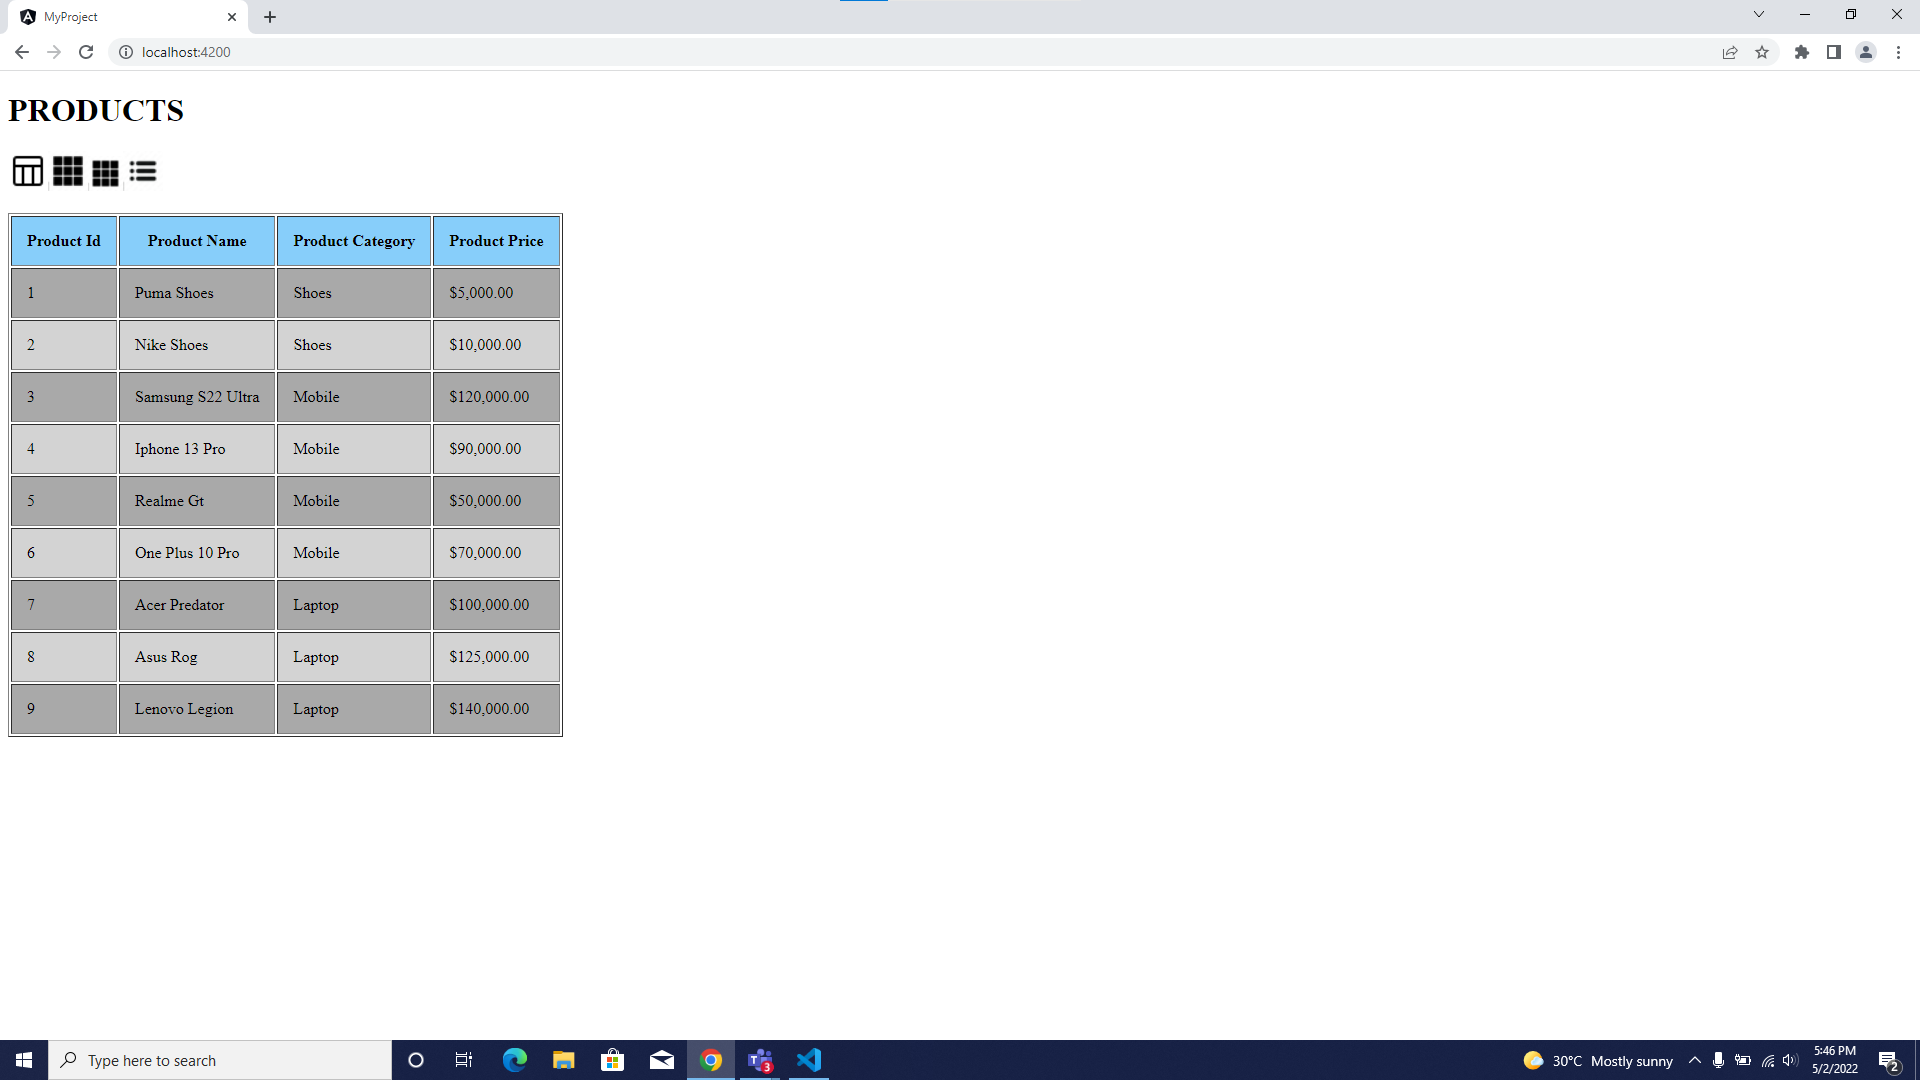 MyProject
localhost:4200
PRODUCTS
Product Id Product Name Product Category Product Price
1 Puma Shoes Shoes $5,000.00
2 Nike Shoes Shoes $10,000.00
3 Samsung S22 Ultra Mobile $120,000.00
4 Iphone 13 Pro Mobile $90,000.00
5 Realme Gt Mobile $50,000.00
6 One Plus 10 Pro Mobile $70,000.00
7 Acer Predator Laptop $100,000.00
8 Asus Rog Laptop $125,000.00
9 Lenovo Legion Laptop $140,000.00
Type here to search
T 3
30°C Mostly sunny
5:46 PM
5/2/2022
2